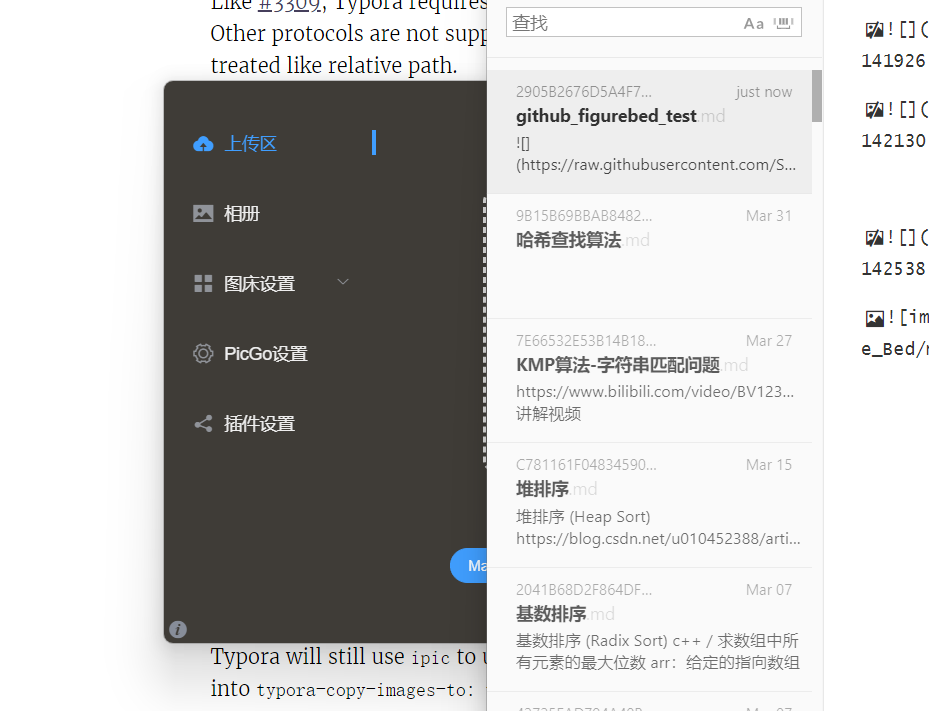 Like #3309, Typora requires
Other protocols are not supp
treated like relative path.
上传区
相册
图床设置
PicGo设置
插件设置
Ma
Typora will still use ipic to u
into typora-copy-images-to:
查找
Aa
2905B2676D5A4F7... just now
github_figurebed_test.md
![]
(https://raw.githubusercontent.com/S...
9B15B69BBAB8482... Mar 31
哈希查找算法.md
7E66532E53B14B18... Mar 27
KMP算法-字符串匹配问题.md
https://www.bilibili.com/video/BV123...
讲解视频
C781161F04834590... Mar 15
堆排序.md
堆排序 (Heap Sort)
https://blog.csdn.net/u010452388/arti...
2041B68D2F864DF... Mar 07
基数排序.md
基数排序 (Radix Sort) c++ / 求数组中所
有元素的最大位数 arr：给定的指向数组
![](
141926
![](
142130
![](
142538
![im
e_Bed/